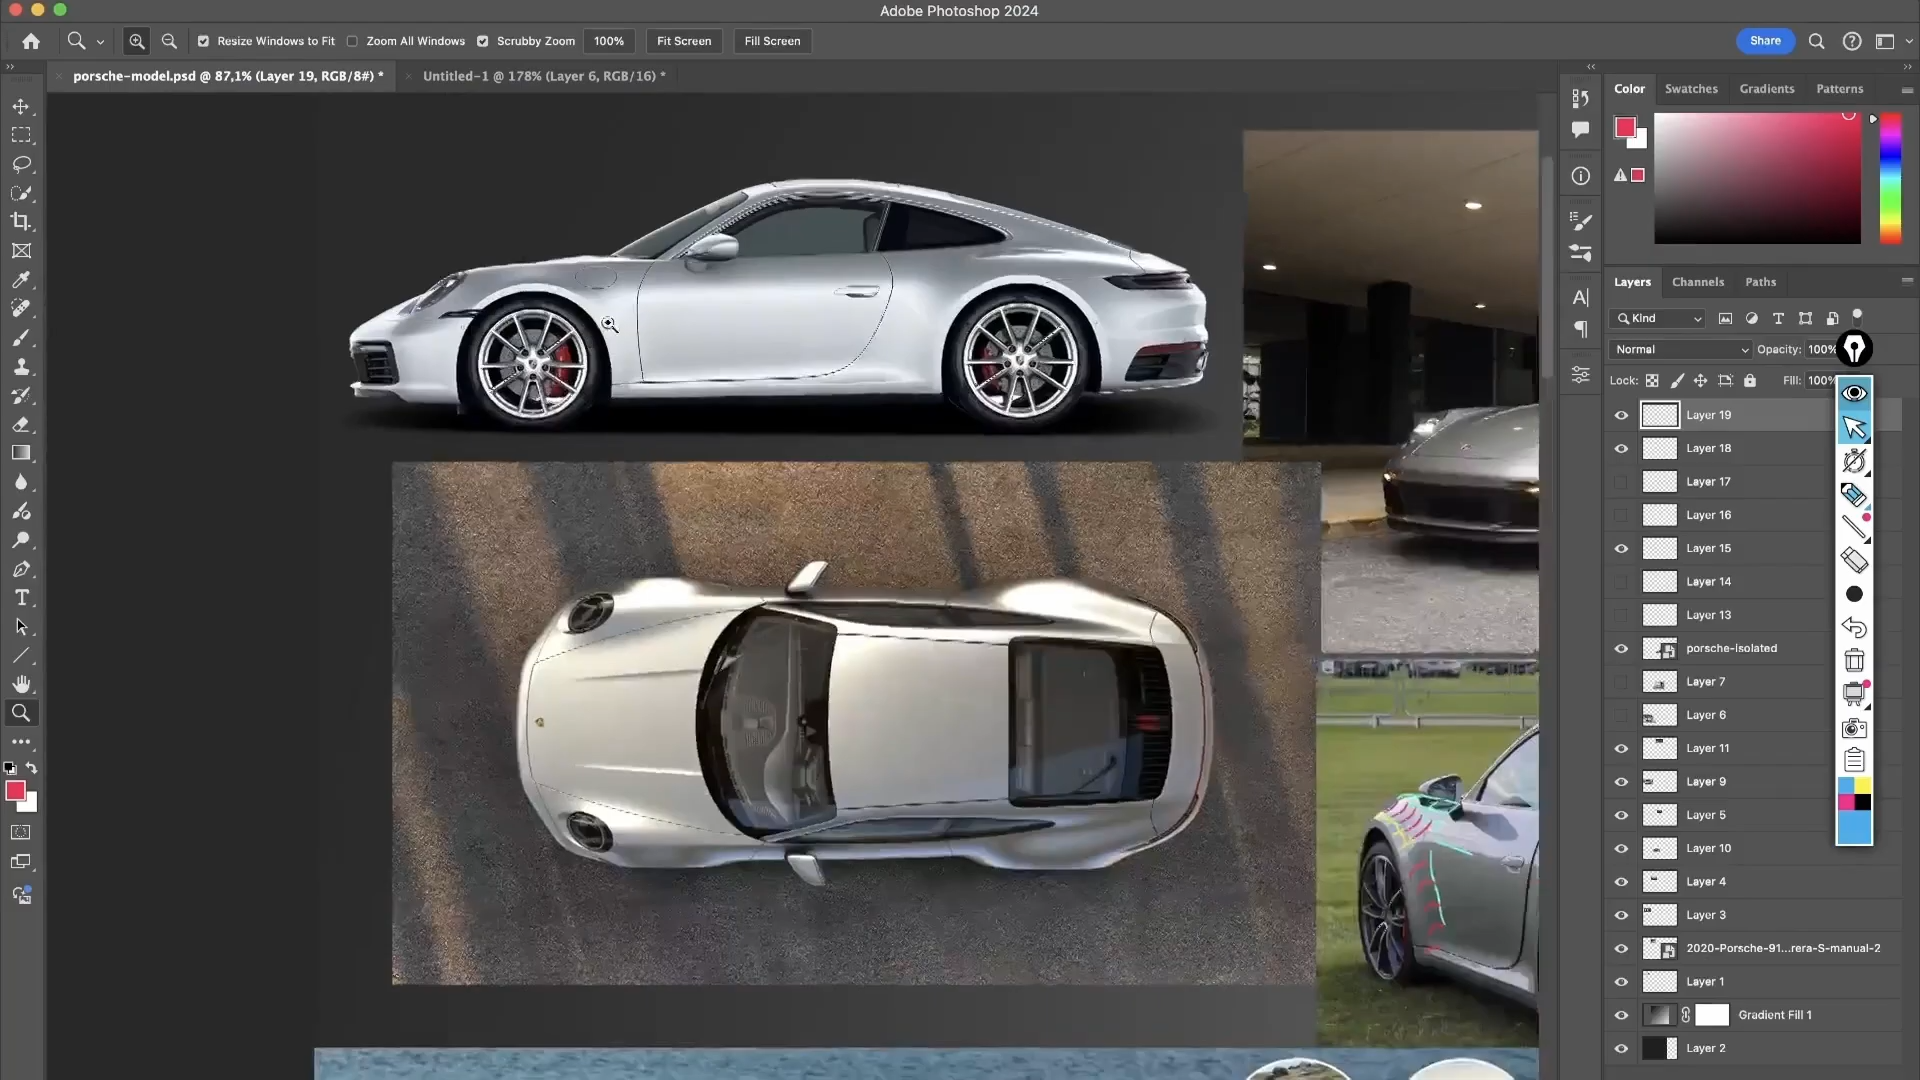 Adobe Photoshop 2024
Resize Windows to Fit
Zoom All Windows
Scrubby Zoom
100%
Fit Screen
Fill Screen
Share
porsche-model.psd @ 87,1% (Layer 19, RGB/8#) *
Untitled-1 @ 178% (Layer 6, RGB/16) *
Color
Swatches
Gradients
Patterns
Layers
Channels
Paths
Kind
Normal
Opacity: 100%
Lock:
Fill: 100%
Layer 19
Layer 18
Layer 17
Layer 16
Layer 15
Layer 14
Layer 13
porsche-isolated
Layer 7
Layer 6
Layer 11
Layer 9
Layer 5
Layer 10
Layer 4
Layer 3
2020-Porsche-91...rera-S-manual-2
Layer 1
Gradient Fill 1
Layer 2